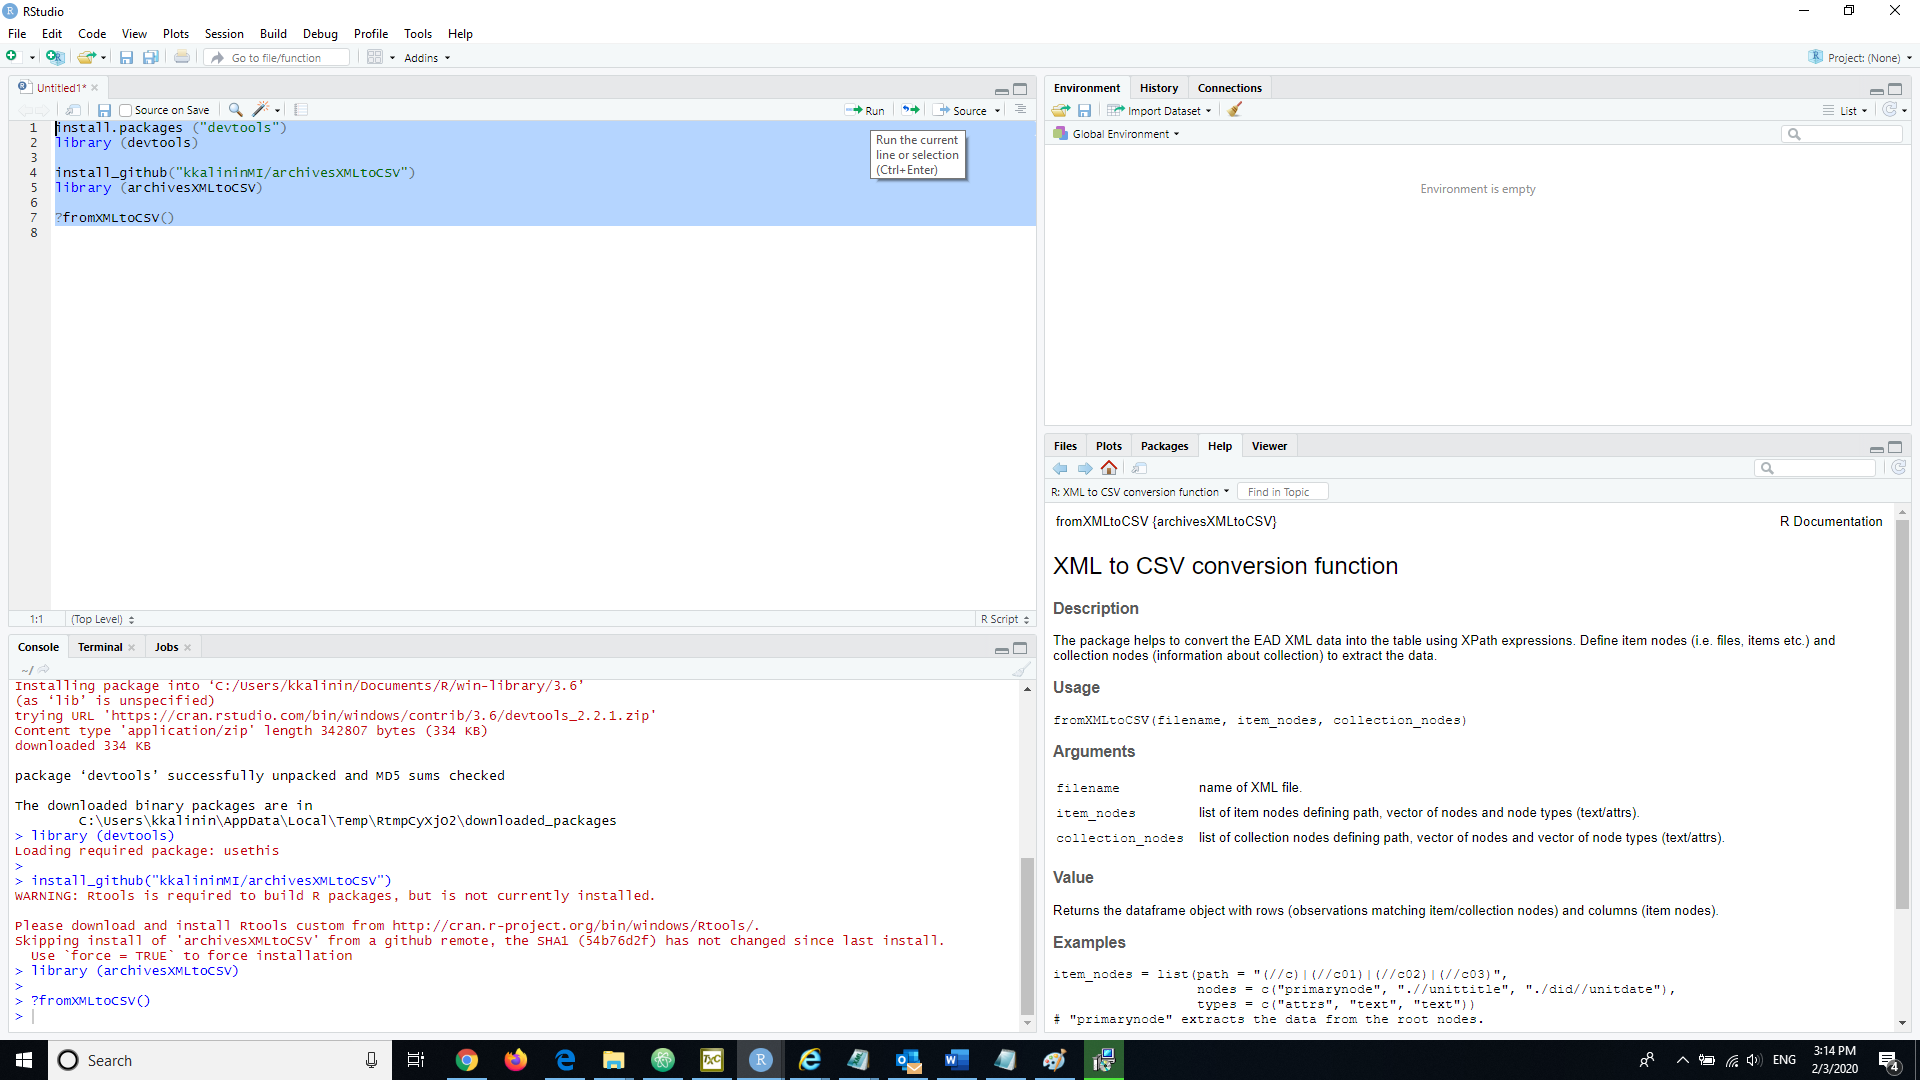 RStudio
File Edit Code View Plots Session Build Debug Profile Tools Help
Go to file/function Addins Project: (None)
Untitled1*
Source on Save Run Source
1 install.packages ("devtools")
2 library (devtools)
3
4 install_github("kkalininMI/archivesXMLtoCSV")
5 library (archivesXMLtoCSV)
6
7 ?fromXMLtoCSV()
8
Run the current
line or selection
(Ctrl+Enter)
1:1 (Top Level) R Script
Console Terminal Jobs
~/
Installing package into ‘C:/Users/kkalinin/Documents/R/win-library/3.6’
(as ‘lib’ is unspecified)
trying URL 'https://cran.rstudio.com/bin/windows/contrib/3.6/devtools_2.2.1.zip'
Content type 'application/zip' length 342807 bytes (334 KB)
downloaded 334 KB
package ‘devtools’ successfully unpacked and MD5 sums checked
The downloaded binary packages are in
C:\Users\kkalinin\AppData\Local\Temp\RtmpCyXjO2\downloaded_packages
> library (devtools)
Loading required package: usethis
>
> install_github("kkalininMI/archivesXMLtoCSV")
WARNING: Rtools is required to build R packages, but is not currently installed.
Please download and install Rtools custom from http://cran.r-project.org/bin/windows/Rtools/.
Skipping install of 'archivesXMLtoCSV' from a github remote, the SHA1 (54b76d2f) has not changed since last install.
Use `force = TRUE` to force installation
> library (archivesXMLtoCSV)
>
> ?fromXMLtoCSV()
>
Environment History Connections
Import Dataset List
Global Environment
Environment is empty
Files Plots Packages Help Viewer
R: XML to CSV conversion function Find in Topic
fromXMLtoCSV {archivesXMLtoCSV} R Documentation
XML to CSV conversion function
Description
The package helps to convert the EAD XML data into the table using XPath expressions. Define item nodes (i.e. files, items etc.) and
collection nodes (information about collection) to extract the data.
Usage
fromXMLtoCSV(filename, item_nodes, collection_nodes)
Arguments
filename name of XML file.
item_nodes list of item nodes defining path, vector of nodes and node types (text/attrs).
collection_nodes list of collection nodes defining path, vector of nodes and vector of node types (text/attrs).
Value
Returns the dataframe object with rows (observations matching item/collection nodes) and columns (item nodes).
Examples
item_nodes = list(path = "(//c)|(//c01)|(//c02)|(//c03)",
nodes = c("primarynode", ".//unittitle", "./did//unitdate"),
types = c("attrs", "text", "text"))
# "primarynode" extracts the data from the root nodes.
Search ENG 3:14 PM
2/3/2020 4